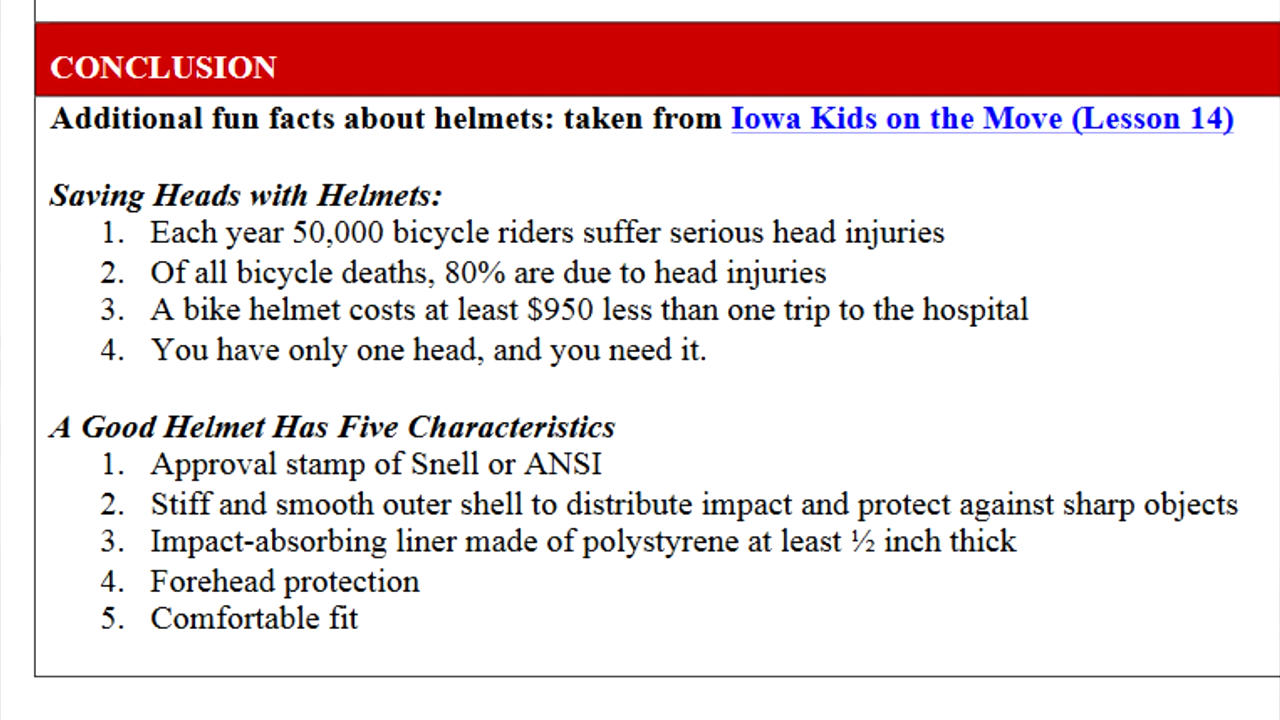 CONCLUSION
Additional fun facts about helmets: taken from Iowa Kids on the Move (Lesson 14)
Saving Heads with Helmets:
1. Each year 50,000 bicycle riders suffer serious head injuries
2. Of all bicycle deaths, 80% are due to head injuries
3. A bike helmet costs at least $950 less than one trip to the hospital
4. You have only one head, and you need it.
A Good Helmet Has Five Characteristics
1. Approval stamp of Snell or ANSI
2. Stiff and smooth outer shell to distribute impact and protect against sharp objects
3. Impact-absorbing liner made of polystyrene at least ½ inch thick
4. Forehead protection
5. Comfortable fit